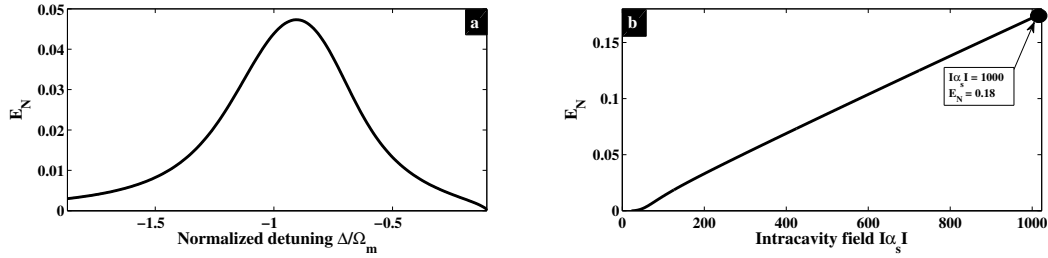 0.05
0.04
0.03
0.02
0.01
0
E_N
a
−1.5
−1
−0.5
Normalized detuning Δ/Ω_m
0.15
0.1
0.05
0
E_N
b
Iα_s I = 1000
E_N = 0.18
0
200
400
600
800
1000
Intracavity field Iα_s I